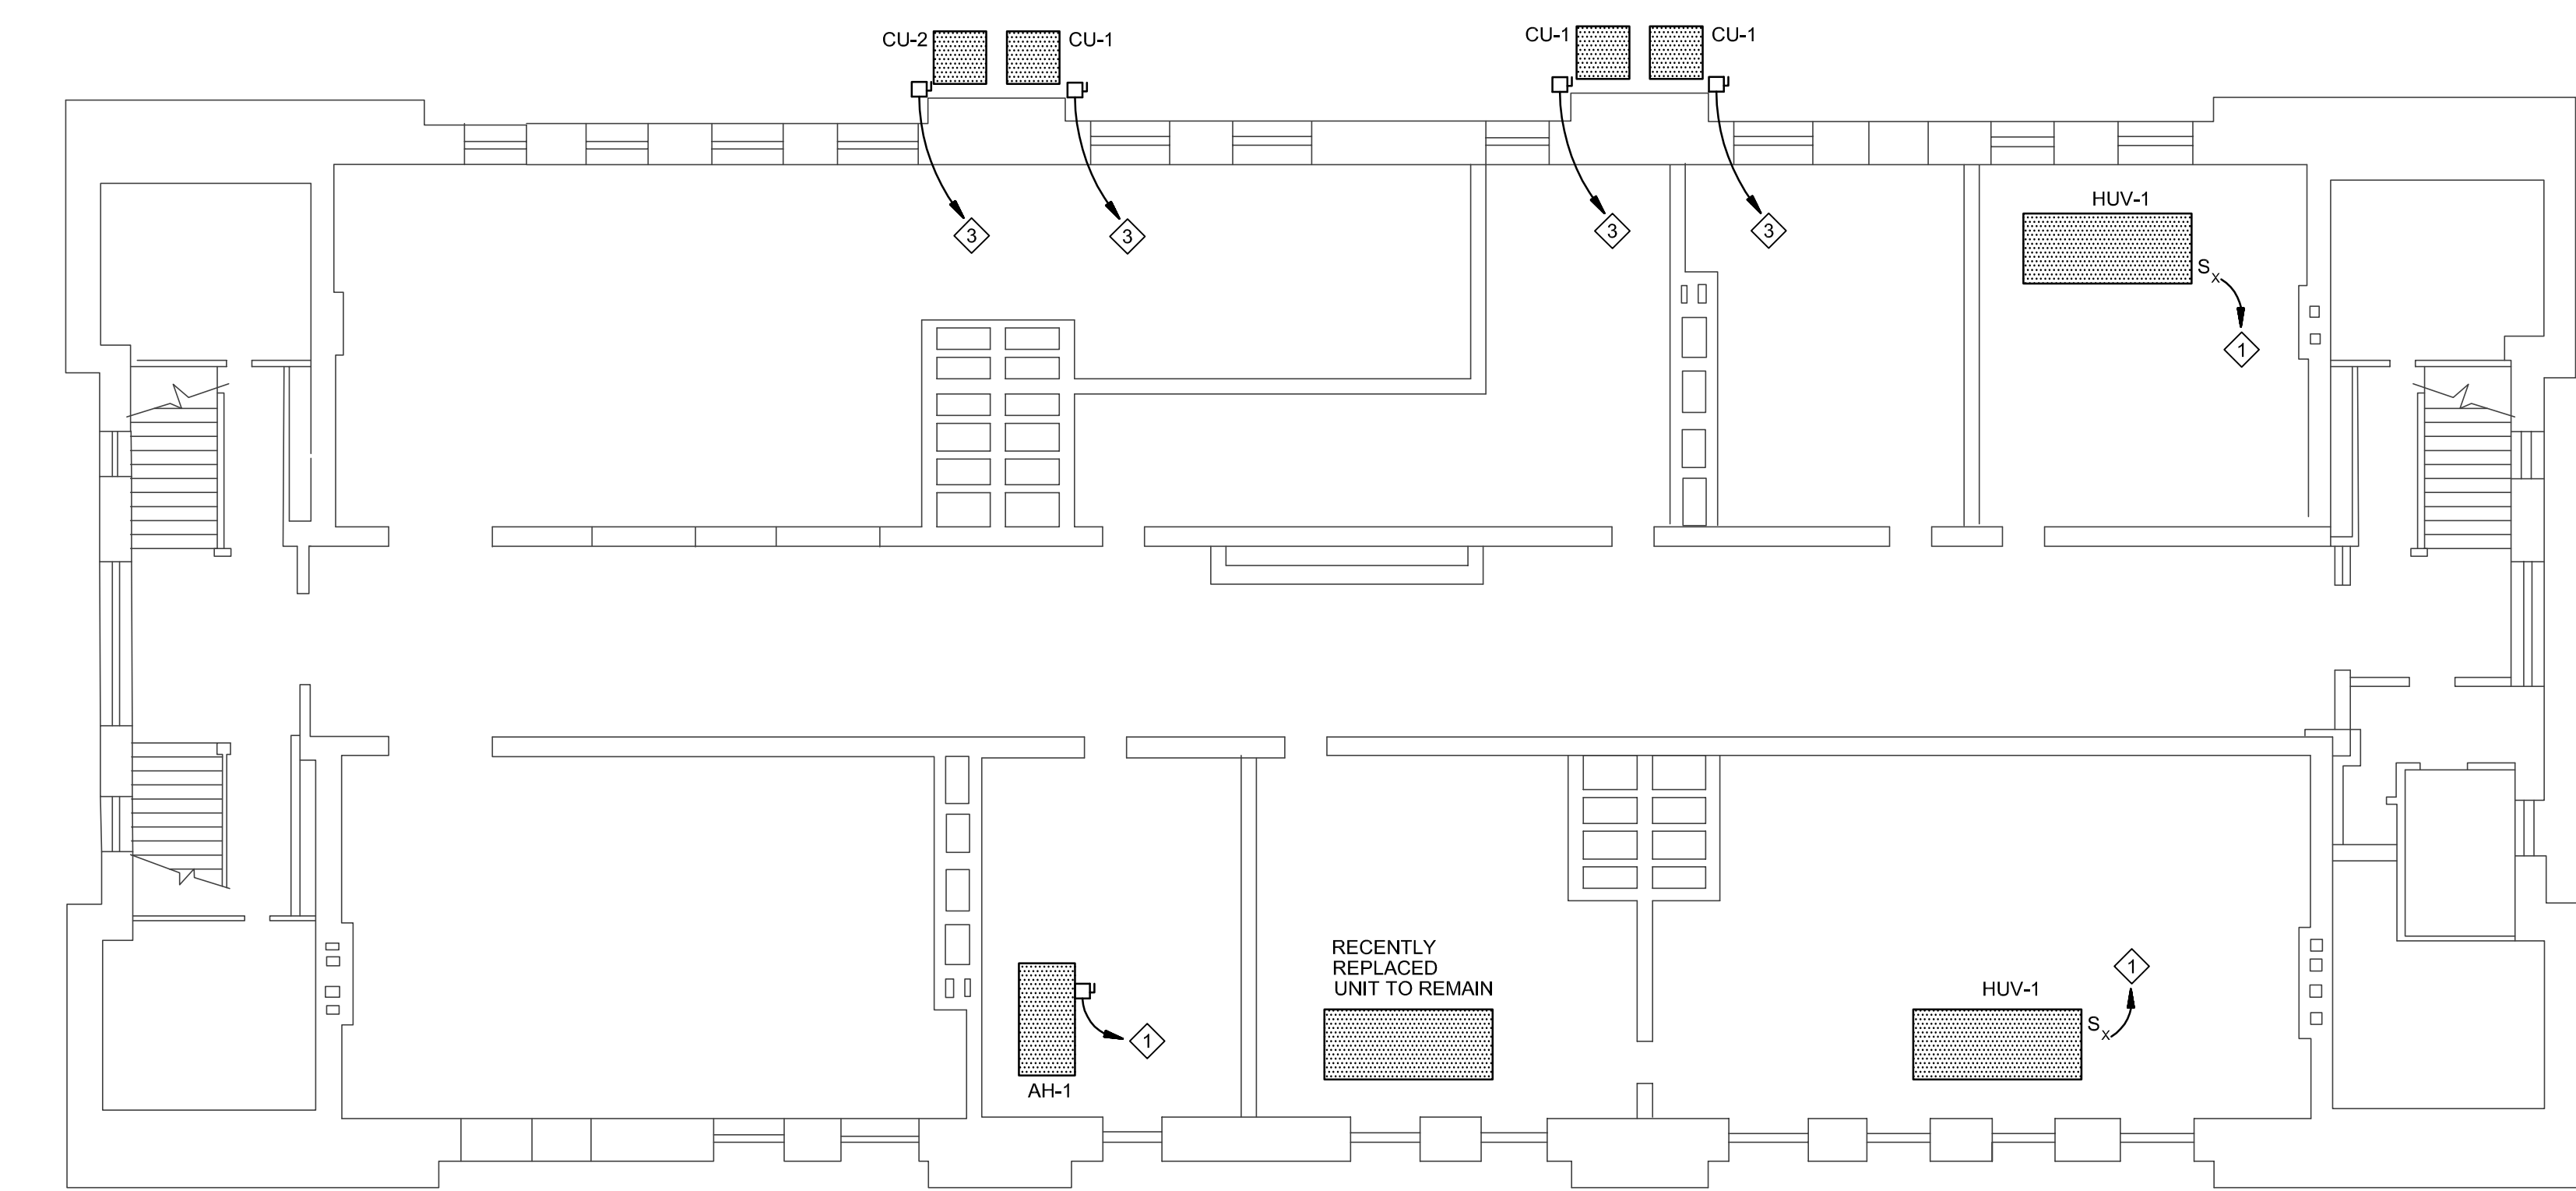 CU-2
CU-1
CU-1
CU-1
3
3
3
3
HUV-1
Sx
1
RECENTLY
REPLACED
UNIT TO REMAIN
1
HUV-1
Sx
1
AH-1